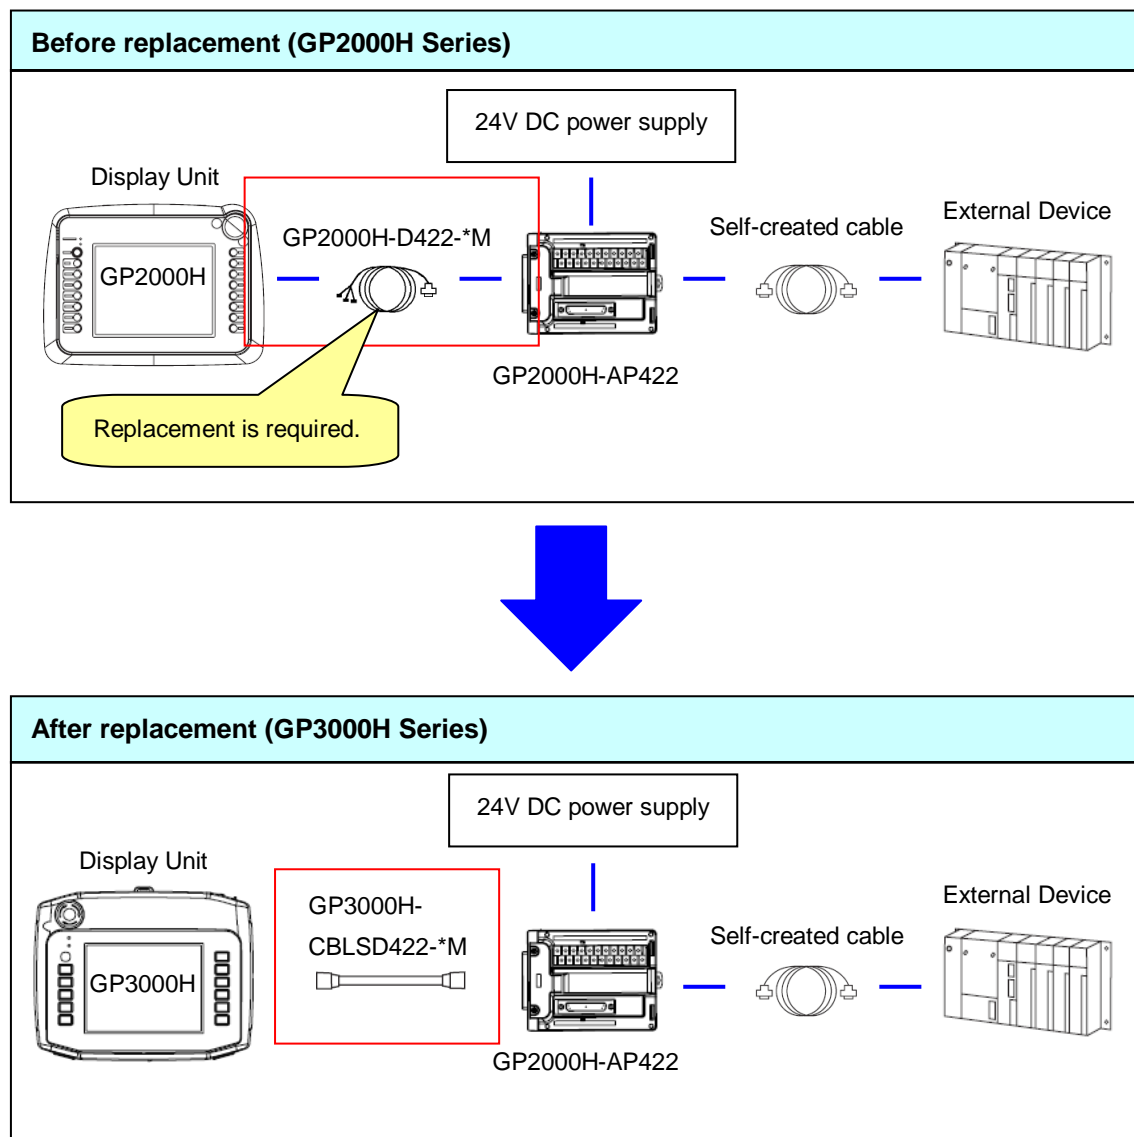 Before replacement (GP2000H Series)
24V DC power supply
Display Unit
GP2000H
GP2000H-D422-*M
Self-created cable
External Device
GP2000H-AP422
Replacement is required.
After replacement (GP3000H Series)
24V DC power supply
Display Unit
GP3000H
GP3000H-
CBLSD422-*M
Self-created cable
External Device
GP2000H-AP422